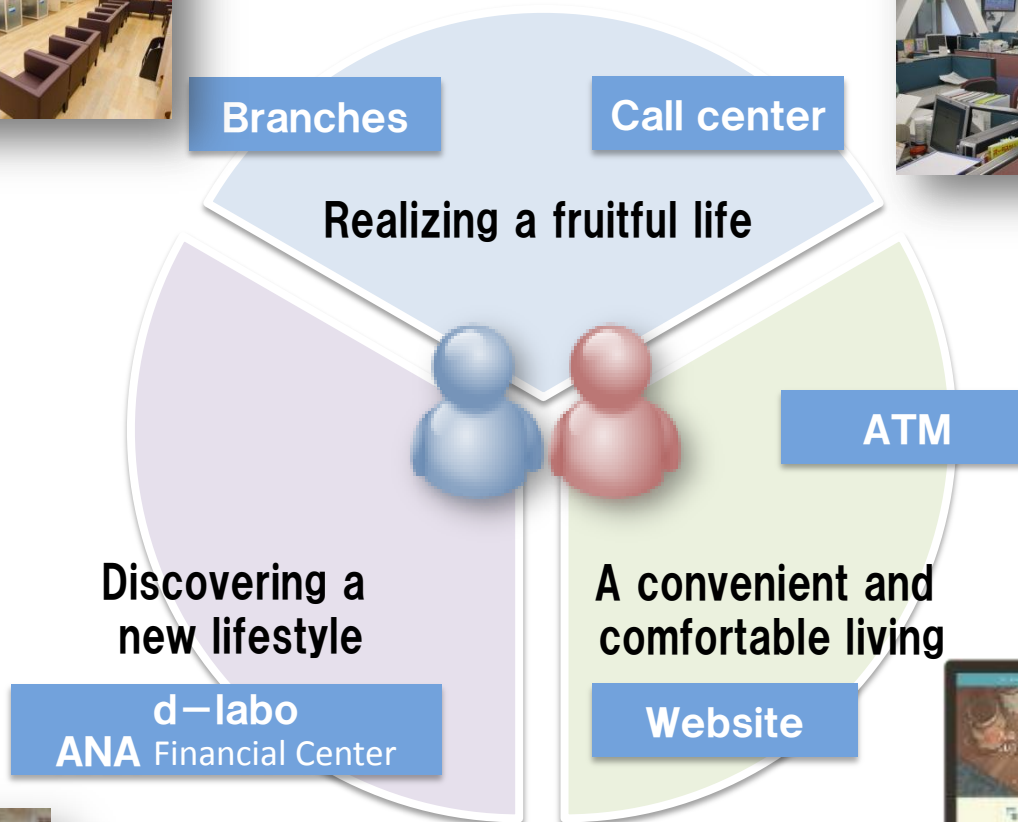 Branches
Call center
Realizing a fruitful life
ATM
Discovering a
new lifestyle
A convenient and
comfortable living
d-labo
ANA Financial Center
Website